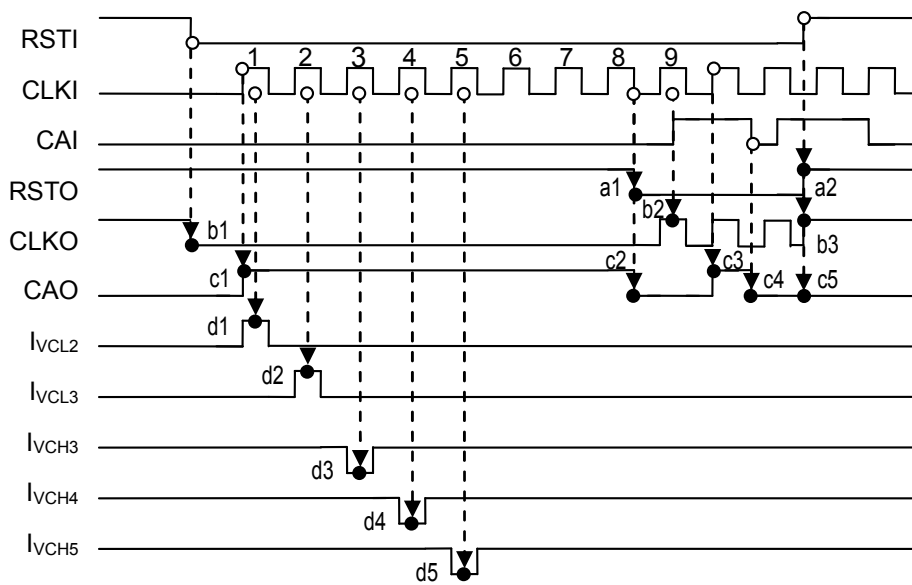 RSTI
1 2 3 4 5 6 7 8 9
CLKI
CAI
RSTO
a1
a2
CLKO
b1
b2
b3
CAO
c1
c2
c3
c4
c5
IVCL2
d1
IVCL3
d2
IVCH3
d3
IVCH4
d4
IVCH5
d5